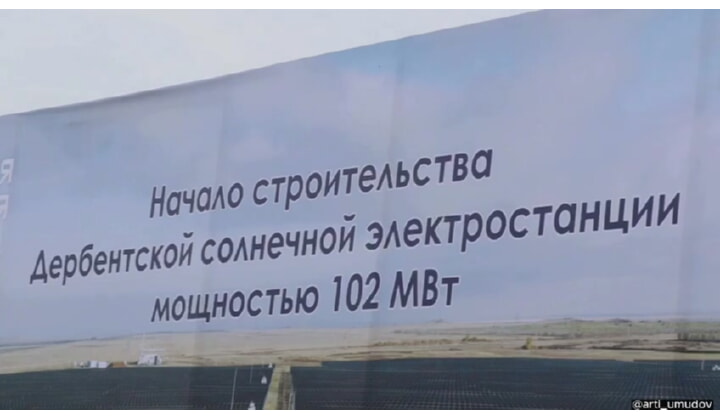 Начало строительства
Дербентской солнечной электростанции
мощностью 102 МВт
@arti_umudov